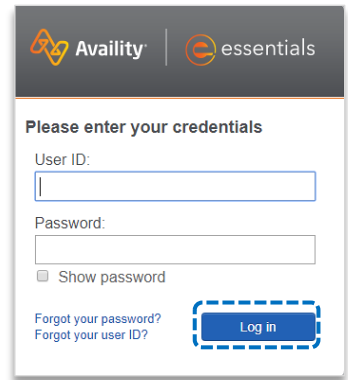 Availity essentials
Please enter your credentials
User ID:
Password:
Show password
Forgot your password?
Forgot your user ID?
Log in